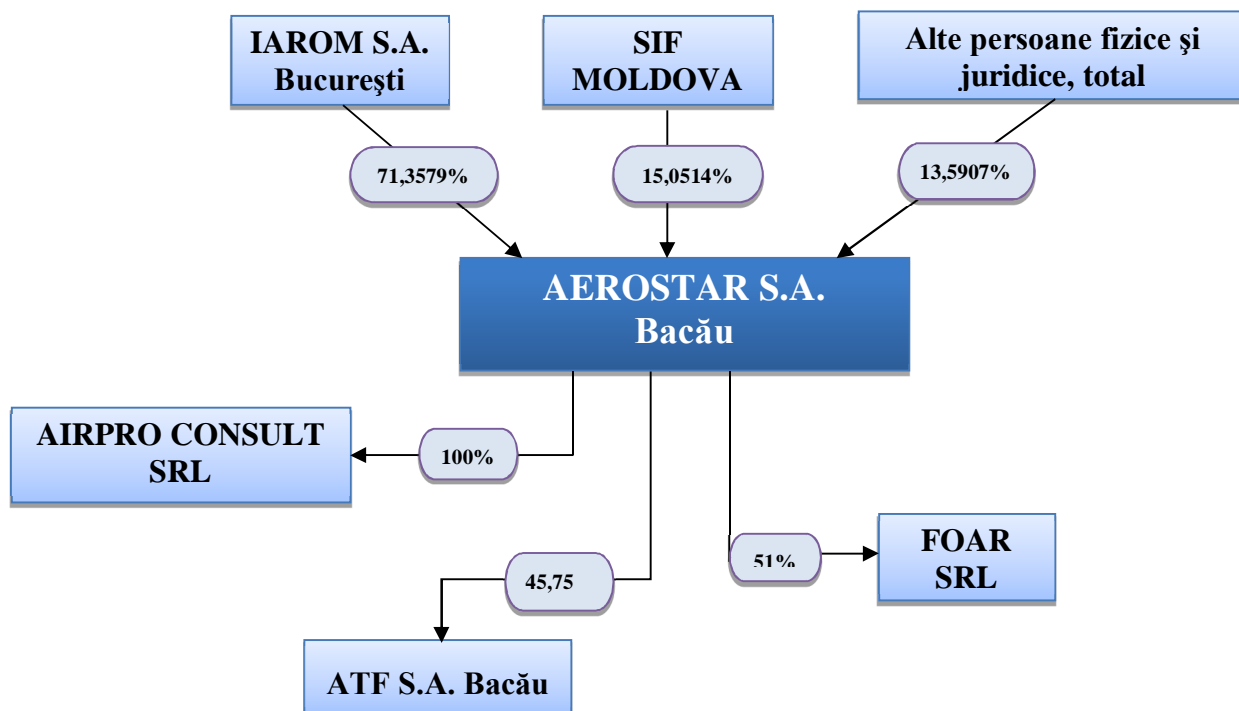 IAROM S.A.
Bucureşti
SIF
MOLDOVA
Alte persoane fizice şi
juridice, total
71,3579%
15,0514%
13,5907%
AEROSTAR S.A.
Bacău
AIRPRO CONSULT
SRL
100%
51%
FOAR
SRL
45,75
ATF S.A. Bacău